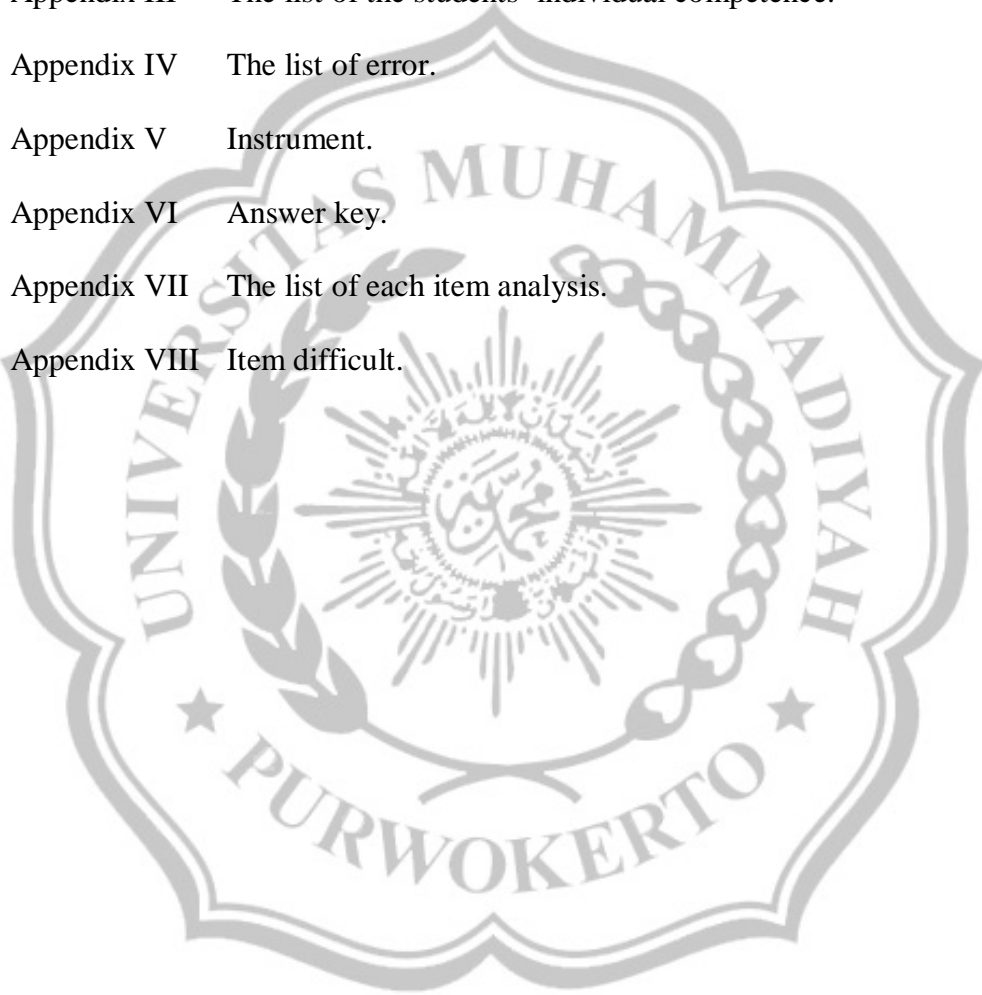 Appendix III The list of the students' individual competence.
Appendix IV The list of error.
Appendix V Instrument.
Appendix VI Answer key.
Appendix VII The list of each item analysis.
Appendix VIII Item difficult.
UNIVERSITAS MUHAMMADIYAH
PURWOKERTO